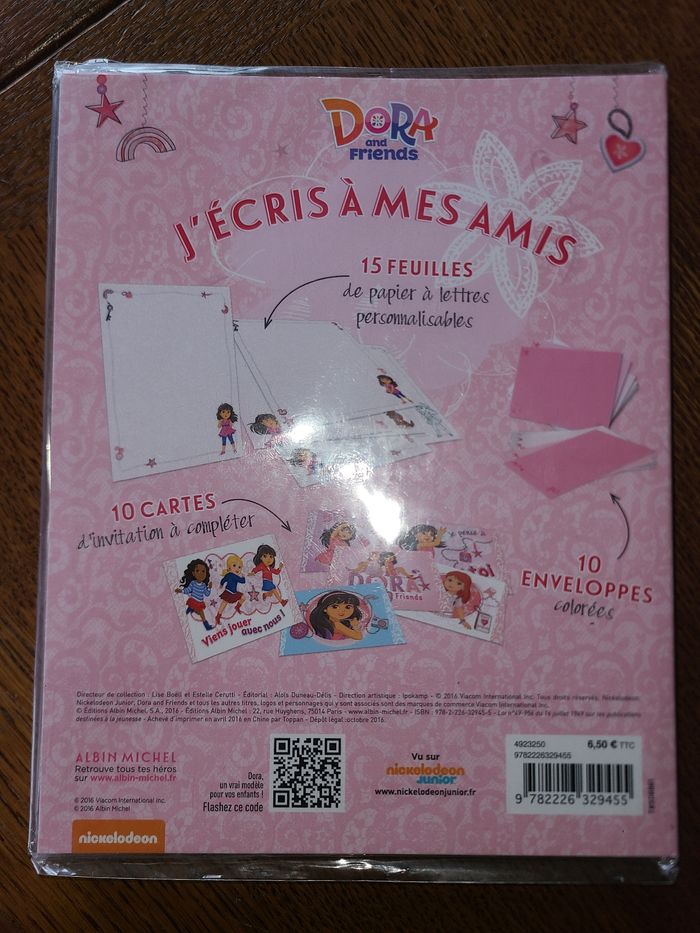 DORA
and
FRIENDS
J'ÉCRIS À MES AMIS
15 FEUILLES
de papier à lettres
personnalisables
10 CARTES
d'invitation à compléter
Viens jouer
avec nous !
DORA
Friends
Je pense à
toi
10
ENVELOPPES
colorées
Directeur de collection : Lise Boëll et Estelle Cerutti - Éditorial : Aloïs Duneau-Délis - Direction artistique : Ipokamp - © 2016 Viacom International Inc. Tous droits réservés. Nickelodeon,
Nickelodeon Junior, Dora and Friends et tous les autres titres, logos et personnages qui y sont associés sont des marques de commerce Viacom International Inc.
© Éditions Albin Michel, S.A., 2016 - Éditions Albin Michel : 22, rue Huyghens, 75014 Paris - www.albin-michel.fr - ISBN : 978-2-226-32945-5 - Loi n°49-956 du 16 juillet 1949 sur les publications
destinées à la jeunesse - Achevé d'imprimer en avril 2016 en Chine par Toppan - Dépôt légal : octobre 2016.
ALBIN MICHEL
Retrouve tous tes héros
sur www.albin-michel.fr
© 2016 Viacom International Inc.
© 2016 Albin Michel
nickelodeon
Dora,
un vrai modèle
pour vos enfants !
Flashez ce code
Vu sur
nickelodeon
junior
www.nickelodeonjunior.fr
4923250
9782226329455
6,50 € TTC
9 782226 329455